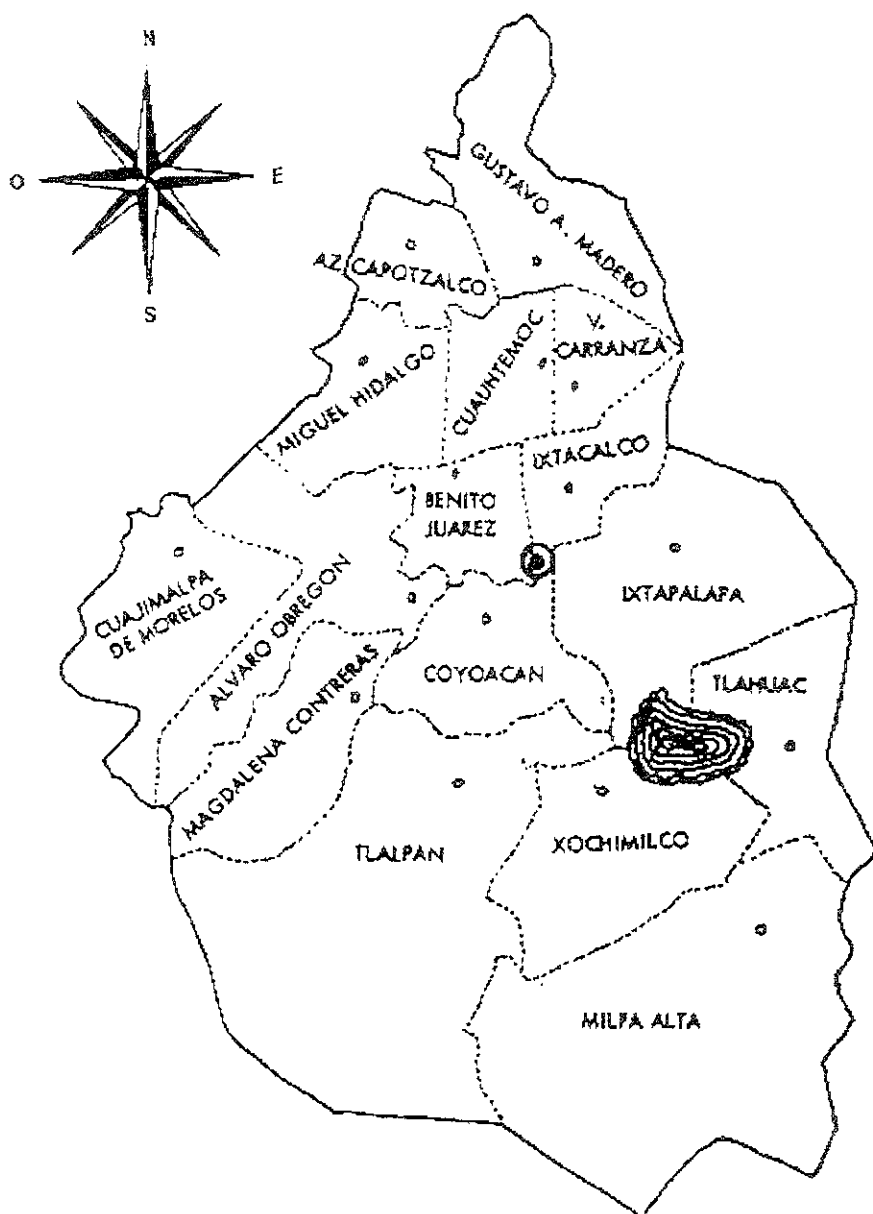 N
O
E
S
GUSTAVO A. MADERO
AZCAPOTZALCO
V.
CARRANZA
CUAUHTEMOC
MIGUEL HIDALGO
IXTACALCO
BENITO
JUAREZ
CUAJIMALPA
DE MORELOS
ALVARO OBREGON
IXTAPALAPA
MAGDALENA CONTRERAS
COYOACAN
TLAHUAC
TLALPAN
XOCHIMILCO
MILPA ALTA